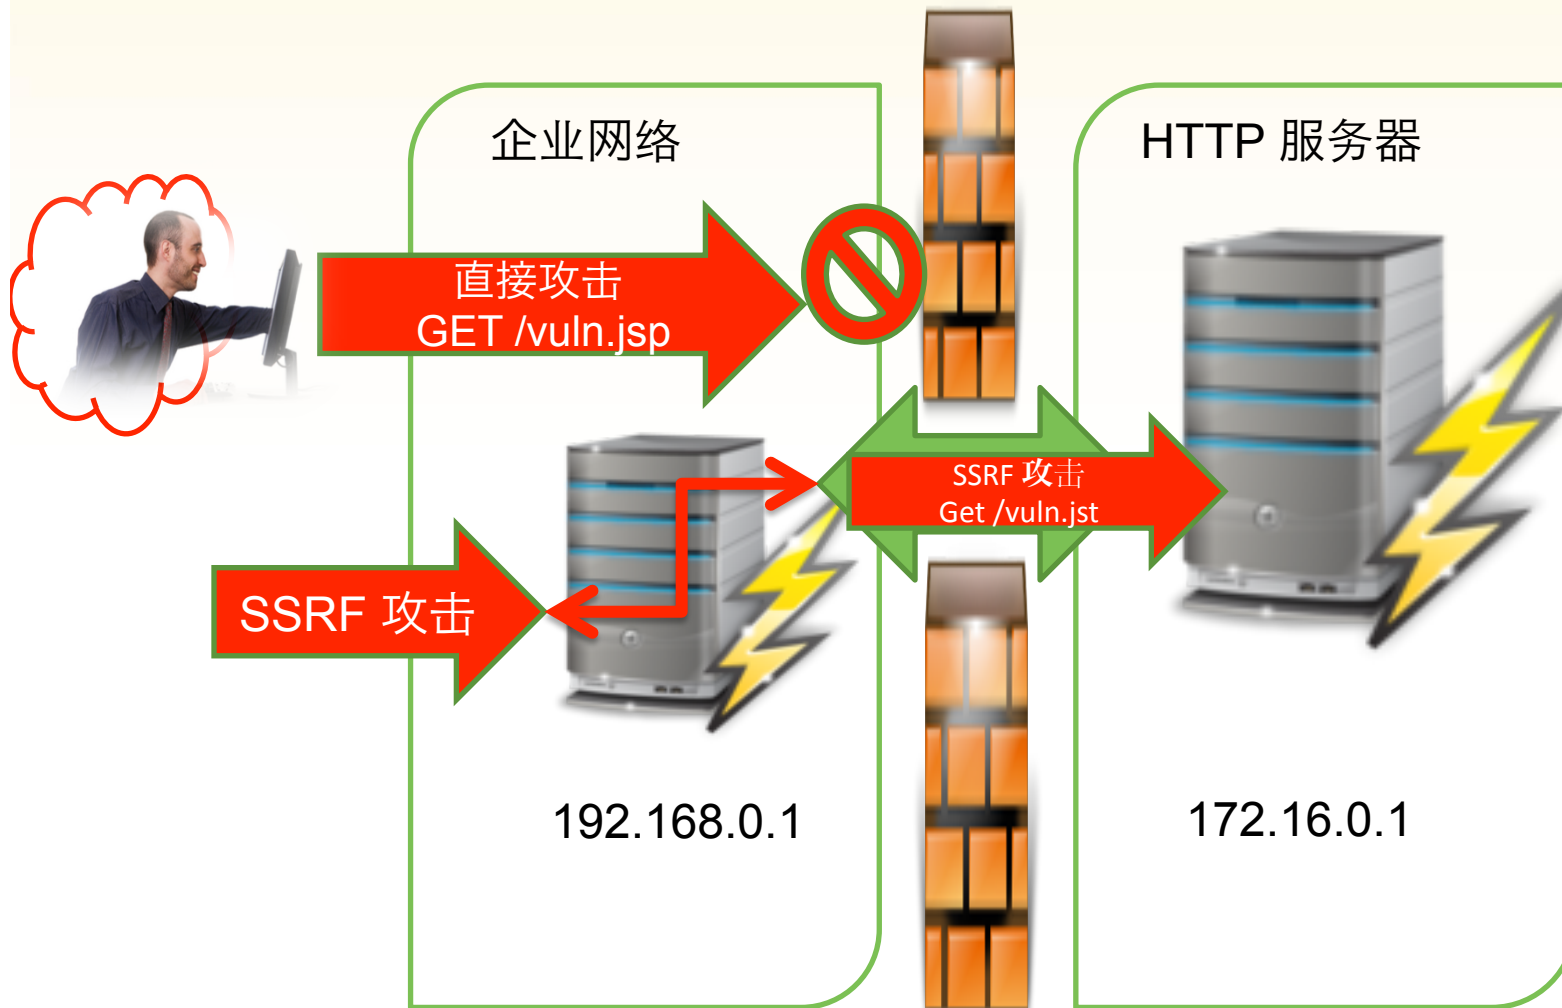 企业网络
HTTP 服务器
直接攻击
GET /vuln.jsp
SSRF 攻击
Get /vuln.jst
SSRF 攻击
192.168.0.1
172.16.0.1